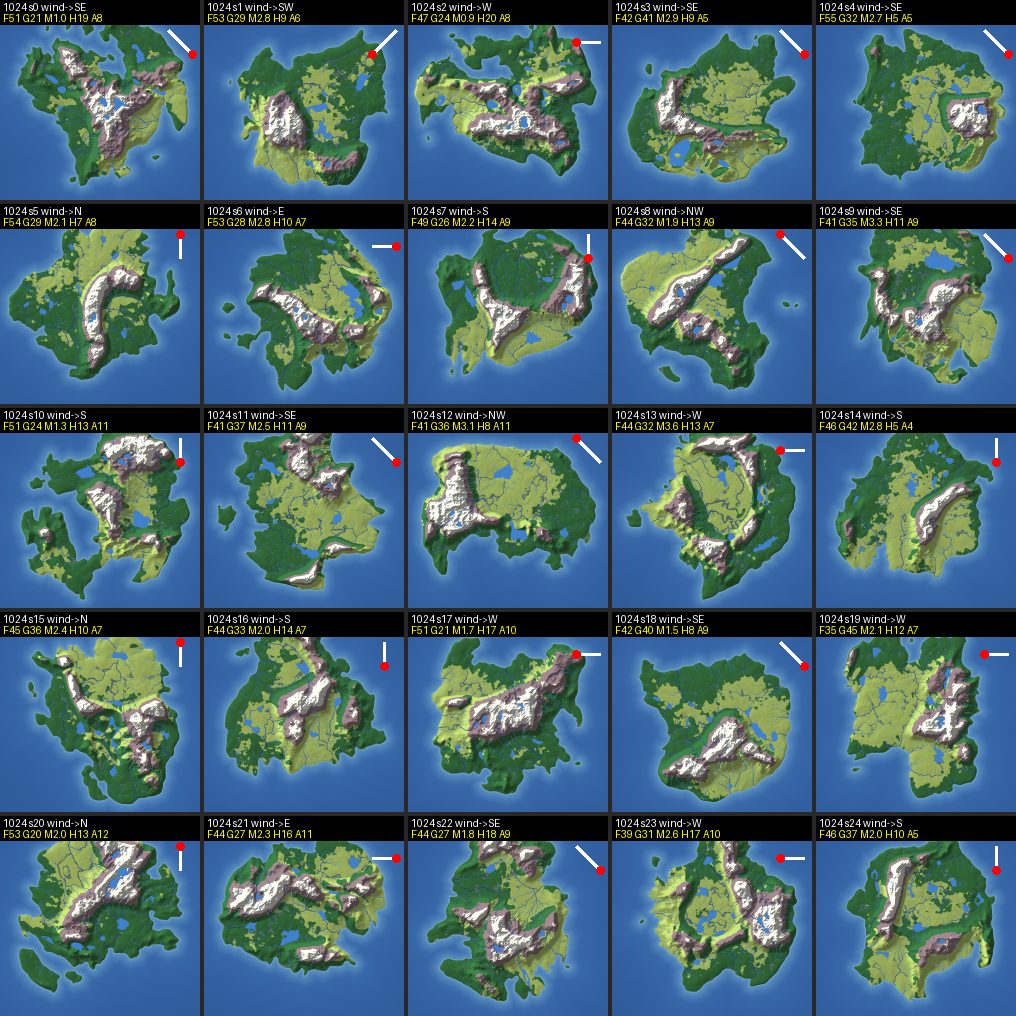 1024 s0 wind->SE
F51 G21 M1.0 H19 A8
1024 s1 wind->SW
F53 G29 M2.8 H9 A6
1024 s2 wind->W
F47 G24 M0.9 H20 A8
1024 s3 wind->SE
F42 G41 M2.9 H9 A5
1024 s4 wind->SE
F55 G32 M2.7 H5 A5
1024 s5 wind->N
F54 G29 M2.1 H7 A8
1024 s6 wind->E
F53 G28 M2.8 H10 A7
1024 s7 wind->S
F49 G26 M2.2 H14 A9
1024 s8 wind->NW
F44 G32 M1.9 H13 A9
1024 s9 wind->SE
F41 G35 M3.3 H11 A9
1024 s10 wind->S
F51 G24 M1.3 H13 A11
1024 s11 wind->SE
F41 G37 M2.5 H11 A9
1024 s12 wind->NW
F41 G36 M3.1 H8 A11
1024 s13 wind->W
F44 G32 M3.6 H13 A7
1024 s14 wind->S
F46 G42 M2.8 H5 A4
1024 s15 wind->N
F45 G36 M2.4 H10 A7
1024 s16 wind->S
F44 G33 M2.0 H14 A7
1024 s17 wind->W
F51 G21 M1.7 H17 A10
1024 s18 wind->SE
F42 G40 M1.5 H8 A9
1024 s19 wind->W
F35 G45 M2.1 H12 A7
1024 s20 wind->N
F53 G20 M2.0 H13 A12
1024 s21 wind->E
F44 G27 M2.3 H16 A11
1024 s22 wind->SE
F44 G27 M1.8 H18 A9
1024 s23 wind->W
F39 G31 M2.6 H17 A10
1024 s24 wind->S
F46 G37 M2.0 H10 A5